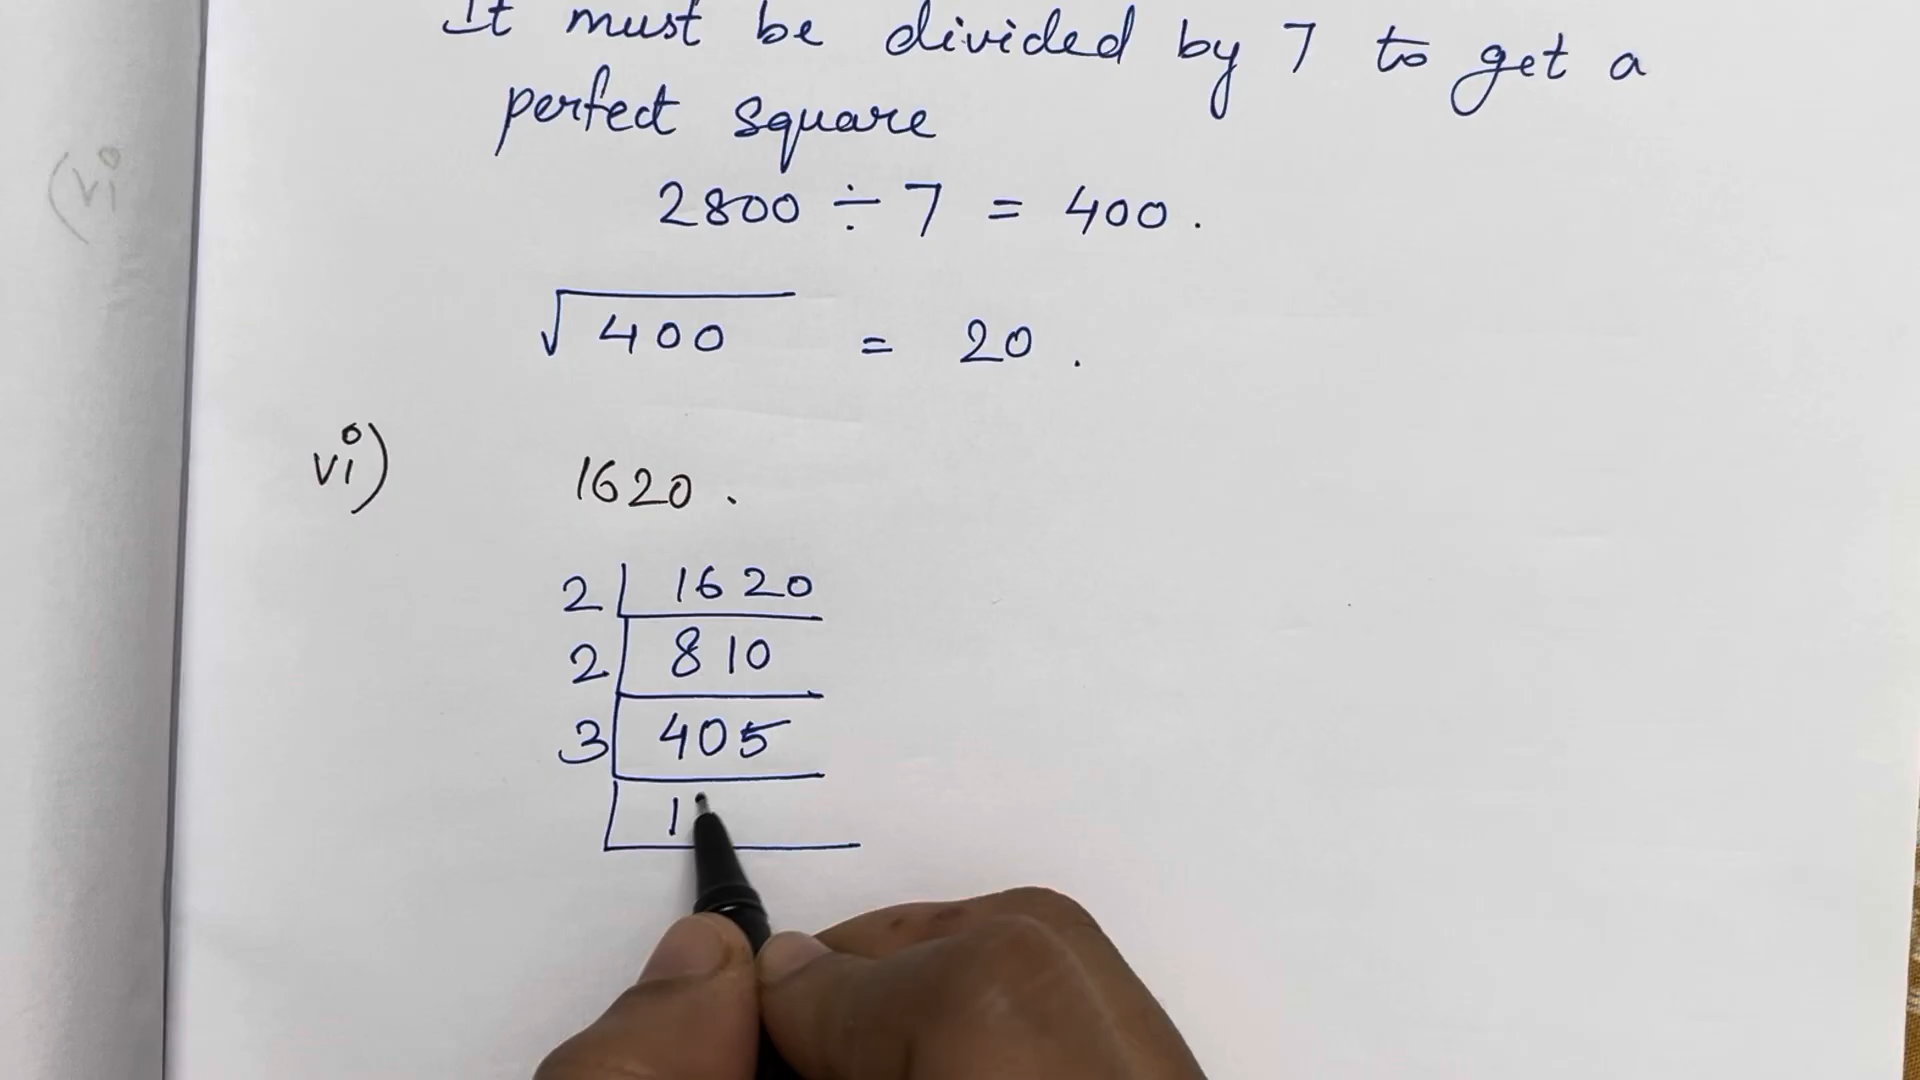 It must be divided by 7 to get a
perfect square
2800 ÷ 7 = 400 .
√400 = 20 .
(vi
vi) 1620 .
2 | 1620
2 | 810
3 | 405
1